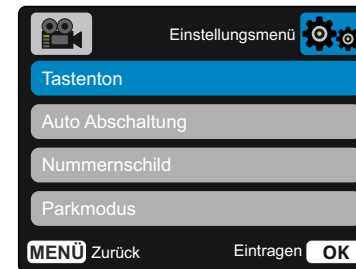 Einstellungsmenü
Tastenton
Auto Abschaltung
Nummernschild
Parkmodus
MENÜ Zurück Eintragen OK